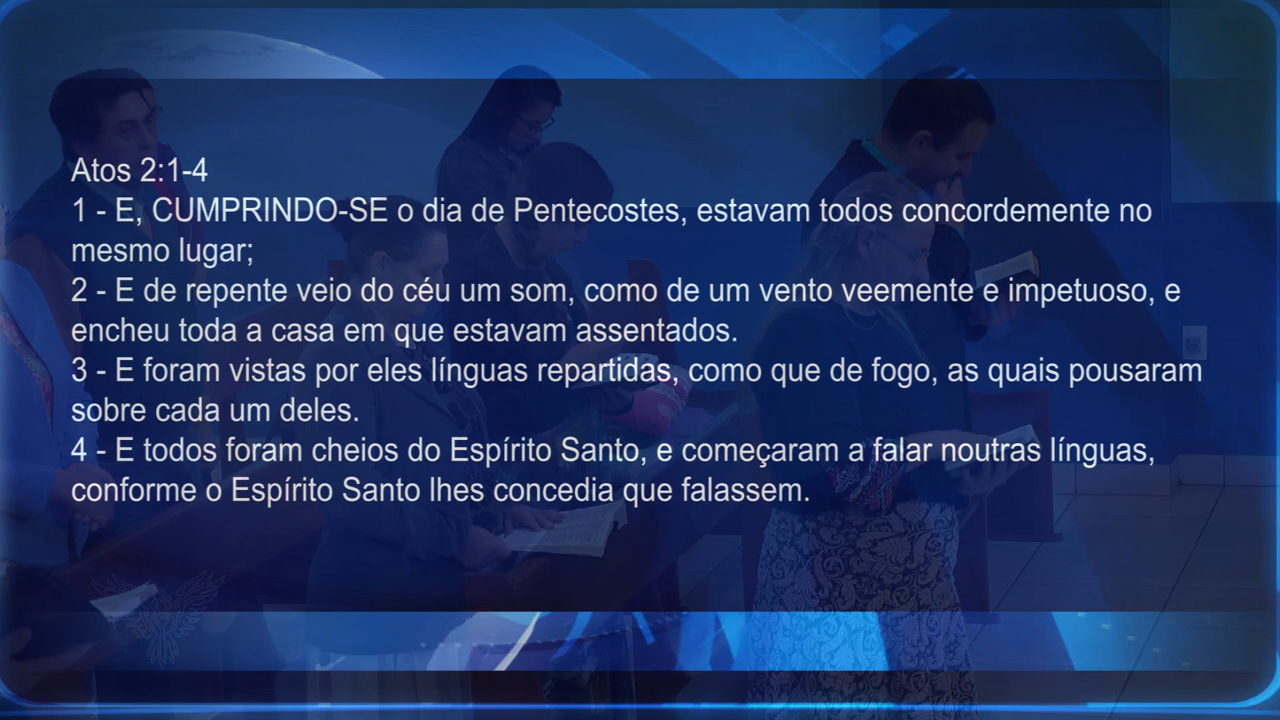 Atos 2:1-4
1 - E, CUMPRINDO-SE o dia de Pentecostes, estavam todos concordemente no
mesmo lugar;
2 - E de repente veio do céu um som, como de um vento veemente e impetuoso, e
encheu toda a casa em que estavam assentados.
3 - E foram vistas por eles línguas repartidas, como que de fogo, as quais pousaram
sobre cada um deles.
4 - E todos foram cheios do Espírito Santo, e começaram a falar noutras línguas,
conforme o Espírito Santo lhes concedia que falassem.